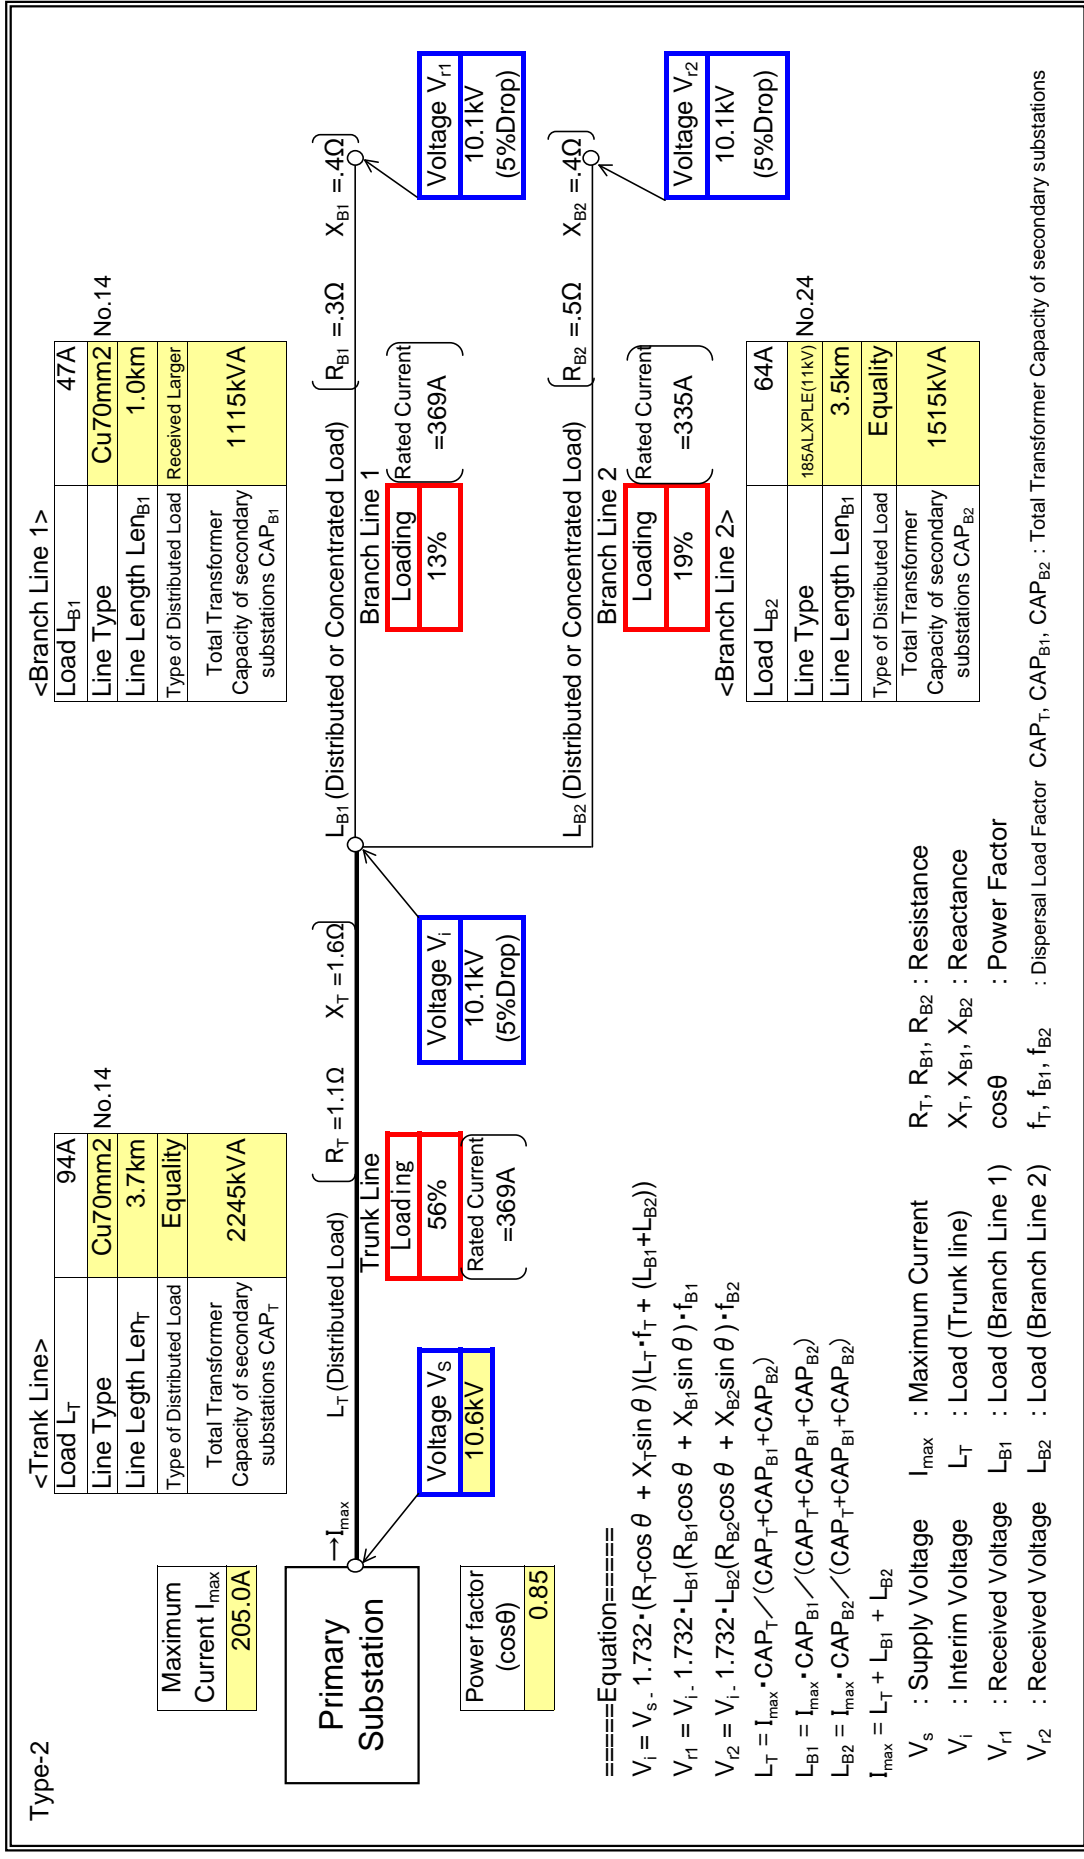 Type-2
Maximum
Current Imax
205.0A
Primary
Substation
Power factor
(cosθ)
0.85
<Trank Line>
Load LT 94A
Line Type Cu70mm2 No.14
Line Legth LenT 3.7km
Type of Distributed Load Equality
Total Transformer
Capacity of secondary
substations CAPT
2245kVA
→Imax
LT (Distributed Load)
RT =1.1Ω XT =1.6Ω
Trunk Line
Loading
56%
Rated Current
=369A
Voltage VS
10.6kV
Voltage Vi
10.1kV
(5%Drop)
<Branch Line 1>
Load LB1 47A
Line Type Cu70mm2 No.14
Line Length LenB1 1.0km
Type of Distributed Load Received Larger
Total Transformer
Capacity of secondary
substations CAPB1
1115kVA
LB1 (Distributed or Concentrated Load)
RB1 =.3Ω XB1 =.4Ω
Branch Line 1
Loading
13%
Rated Current
=369A
Voltage Vr1
10.1kV
(5%Drop)
LB2 (Distributed or Concentrated Load)
RB2 =.5Ω XB2 =.4Ω
Branch Line 2
Loading
19%
Rated Current
=335A
Voltage Vr2
10.1kV
(5%Drop)
<Branch Line 2>
Load LB2 64A
Line Type 185ALXPLE(11kV) No.24
Line Length LenB1 3.5km
Type of Distributed Load Equality
Total Transformer
Capacity of secondary
substations CAPB2
1515kVA
=====Equation=====
Vi = Vs - 1.732・(RTcos θ + XTsin θ )(LT・fT + (LB1+LB2))
Vr1 = Vi - 1.732・LB1(RB1cos θ + XB1sin θ )・fB1
Vr2 = Vi - 1.732・LB2(RB2cos θ + XB2sin θ )・fB2
LT = Imax・CAPT／(CAPT+CAPB1+CAPB2)
LB1 = Imax・CAPB1／(CAPT+CAPB1+CAPB2)
LB2 = Imax・CAPB2／(CAPT+CAPB1+CAPB2)
Imax = LT + LB1 + LB2
Vs : Supply Voltage Imax : Maximum Current RT, RB1, RB2 : Resistance
Vi : Interim Voltage LT : Load (Trunk line) XT, XB1, XB2 : Reactance
Vr1 : Received Voltage LB1 : Load (Branch Line 1) cosθ : Power Factor
Vr2 : Received Voltage LB2 : Load (Branch Line 2) fT, fB1, fB2 : Dispersal Load Factor CAPT, CAPB1, CAPB2 : Total Transformer Capacity of secondary substations